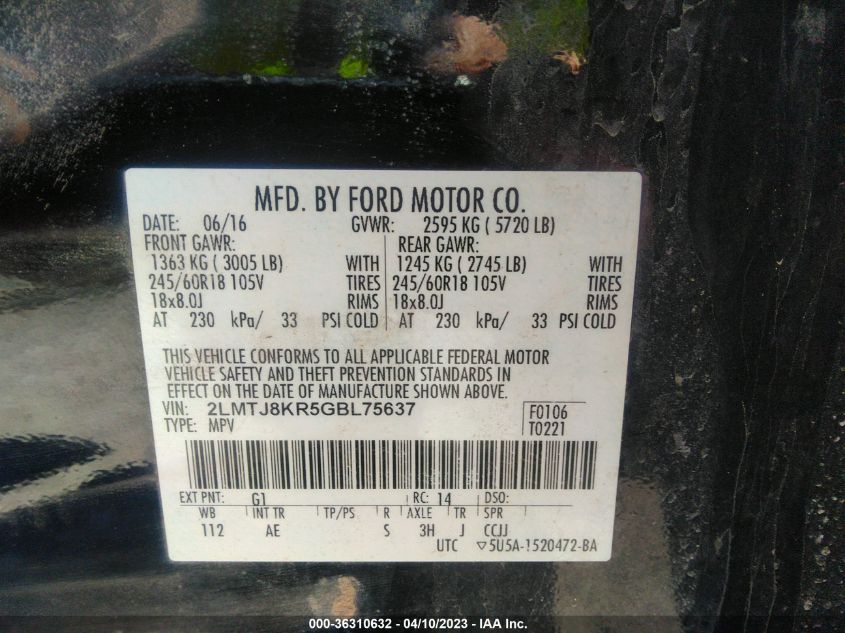 MFD. BY FORD MOTOR CO.
DATE: 06/16 GVWR: 2595 KG ( 5720 LB)
FRONT GAWR: REAR GAWR:
1363 KG ( 3005 LB) WITH 1245 KG ( 2745 LB) WITH
245/60R18 105V TIRES 245/60R18 105V TIRES
18x8.0J RIMS 18x8.0J RIMS
AT 230 kPa/ 33 PSI COLD AT 230 kPa/ 33 PSI COLD
THIS VEHICLE CONFORMS TO ALL APPLICABLE FEDERAL MOTOR
VEHICLE SAFETY AND THEFT PREVENTION STANDARDS IN
EFFECT ON THE DATE OF MANUFACTURE SHOWN ABOVE.
VIN: 2LMTJ8KR5GBL75637 F0106
TYPE: MPV T0221
EXT PNT: G1 RC: 14 DSO:
WB INT TR TP/PS R AXLE TR SPR
112 AE S 3H J CCJJ
UTC ▽5U5A-1520472-BA
000-36310632 - 04/10/2023 - IAA Inc.